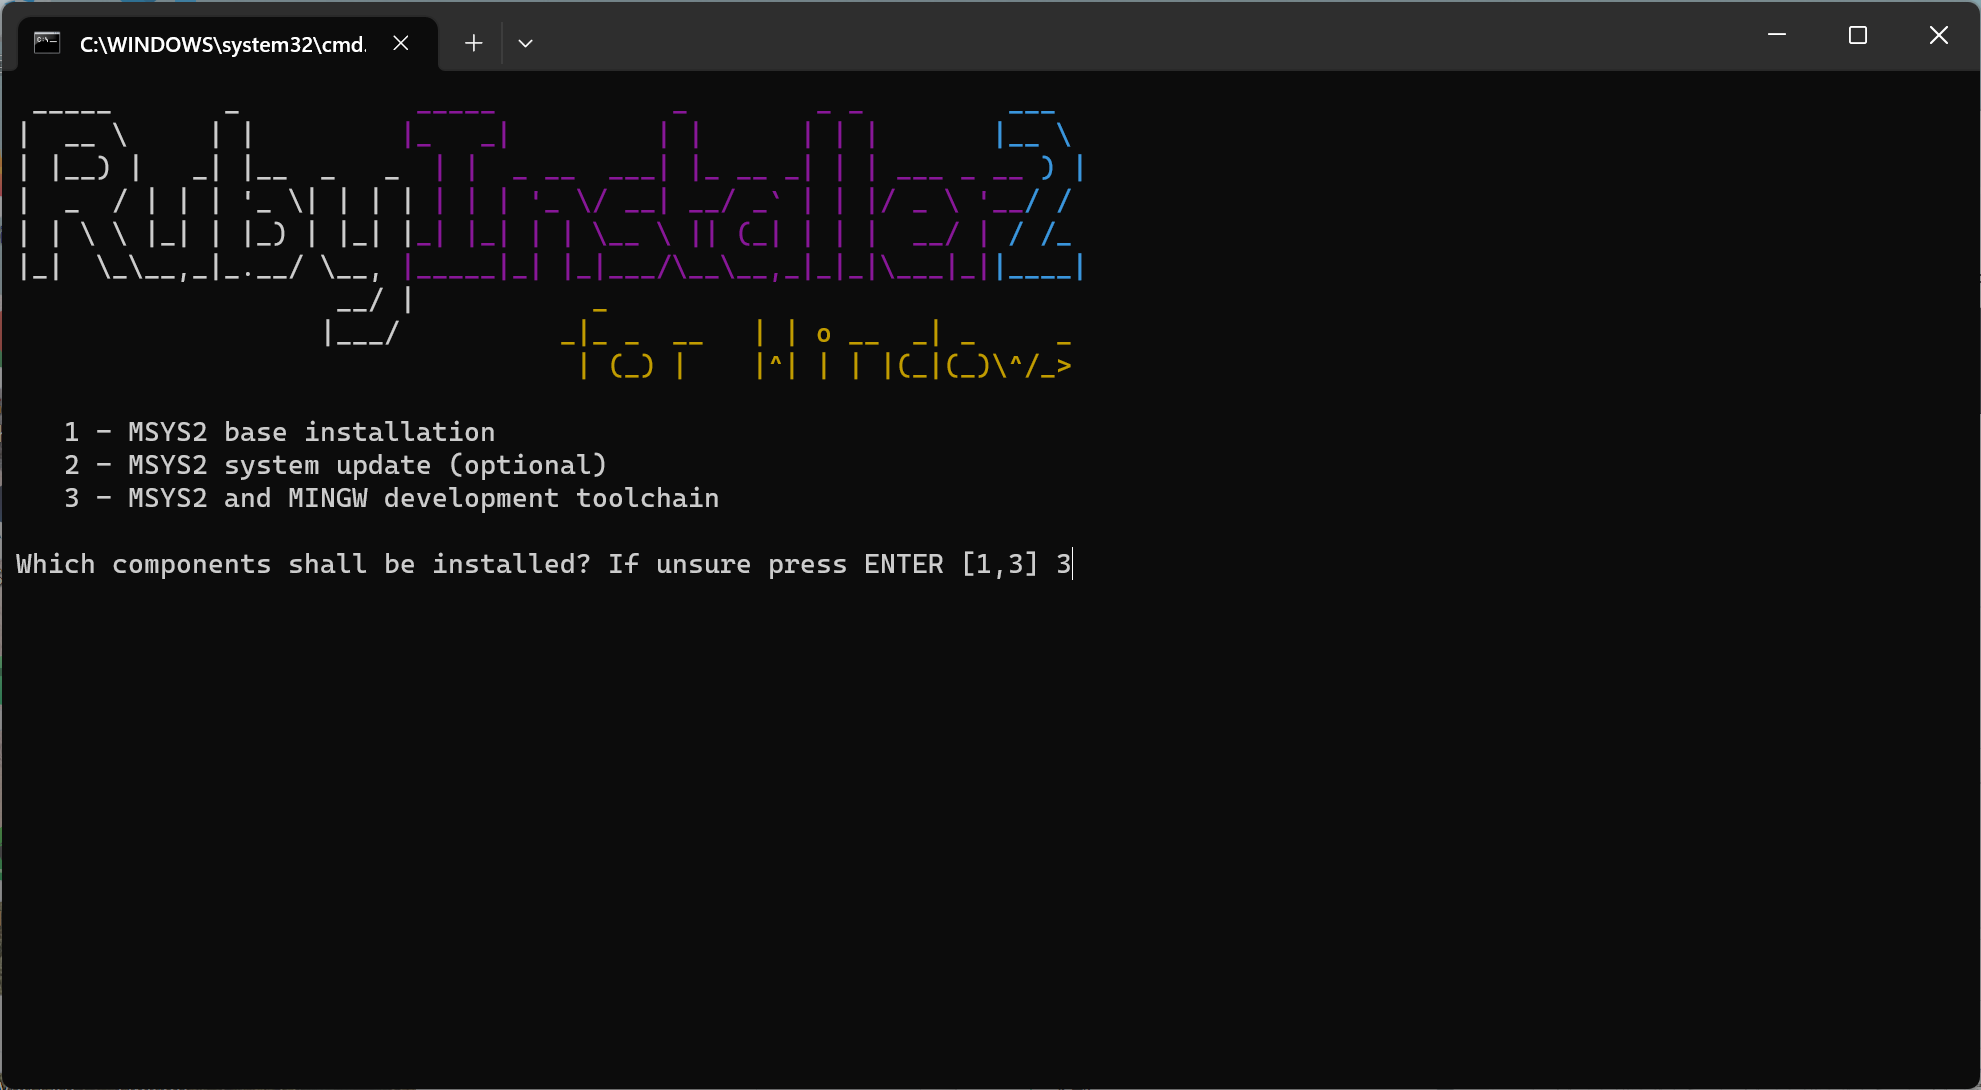 C:\WINDOWS\system32\cmd.
RubyInstaller2
for Windows
1 - MSYS2 base installation
2 - MSYS2 system update (optional)
3 - MSYS2 and MINGW development toolchain
Which components shall be installed? If unsure press ENTER [1,3] 3